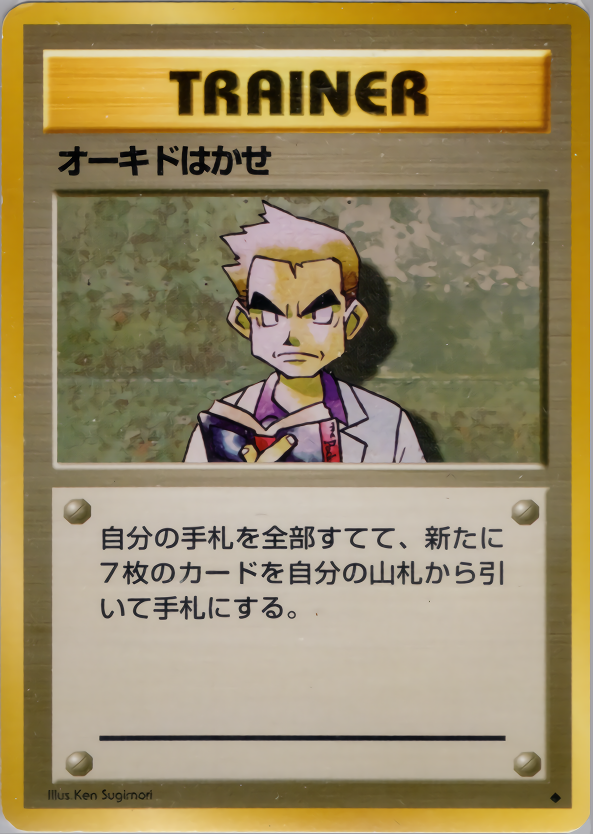 TRAINER
オーキドはかせ
自分の手札を全部すてて、新たに
7枚のカードを自分の山札から引
いて手札にする。
Illus. Ken Sugimori